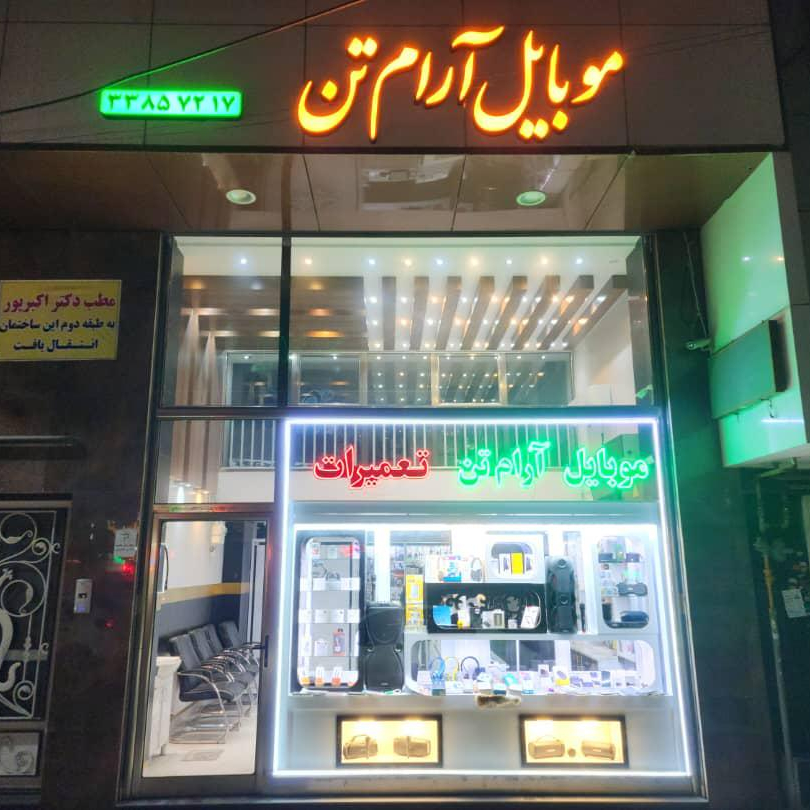 موبایل آرام تن
۳۳۸۵۷۲۱۷
مطب دکتر اکبرپور
به طبقه دوم این ساختمان
انتقال یافت
موبایل آرام تن تعمیرات